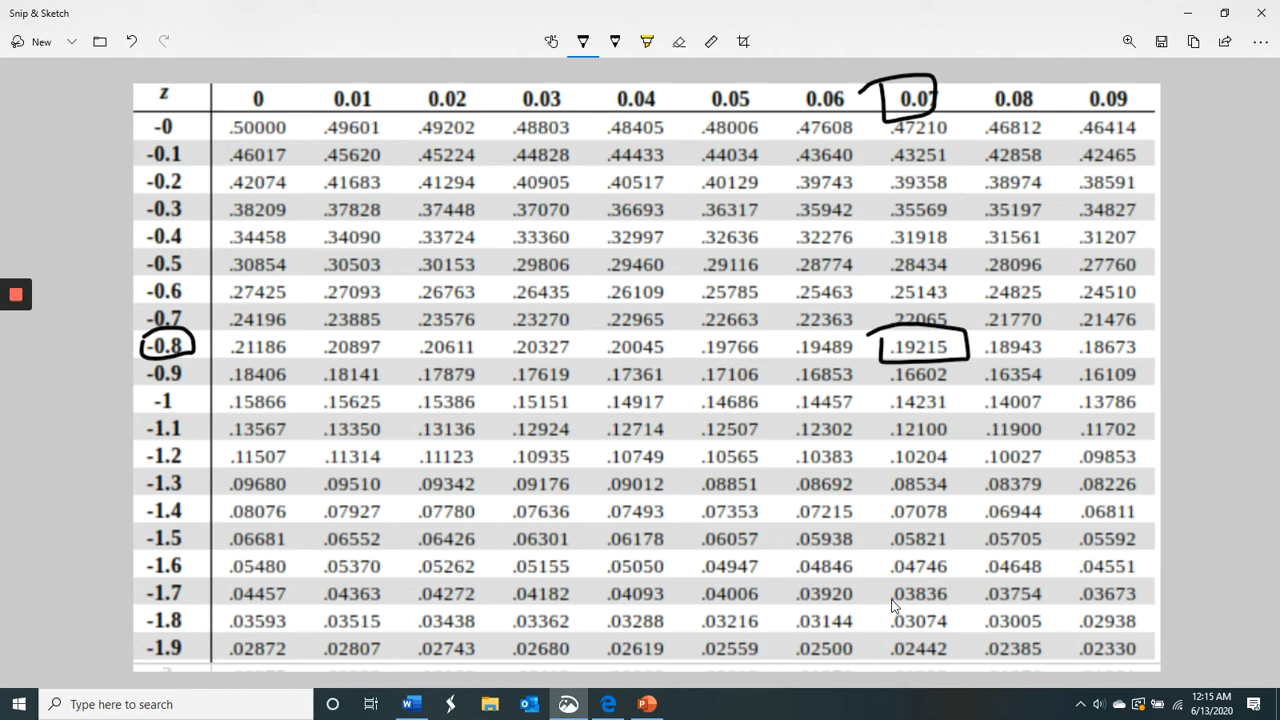 Snip & Sketch
New
z 0 0.01 0.02 0.03 0.04 0.05 0.06 0.07 0.08 0.09
-0 .50000 .49601 .49202 .48803 .48405 .48006 .47608 .47210 .46812 .46414
-0.1 .46017 .45620 .45224 .44828 .44433 .44034 .43640 .43251 .42858 .42465
-0.2 .42074 .41683 .41294 .40905 .40517 .40129 .39743 .39358 .38974 .38591
-0.3 .38209 .37828 .37448 .37070 .36693 .36317 .35942 .35569 .35197 .34827
-0.4 .34458 .34090 .33724 .33360 .32997 .32636 .32276 .31918 .31561 .31207
-0.5 .30854 .30503 .30153 .29806 .29460 .29116 .28774 .28434 .28096 .27760
-0.6 .27425 .27093 .26763 .26435 .26109 .25785 .25463 .25143 .24825 .24510
-0.7 .24196 .23885 .23576 .23270 .22965 .22663 .22363 .22065 .21770 .21476
-0.8 .21186 .20897 .20611 .20327 .20045 .19766 .19489 .19215 .18943 .18673
-0.9 .18406 .18141 .17879 .17619 .17361 .17106 .16853 .16602 .16354 .16109
-1 .15866 .15625 .15386 .15151 .14917 .14686 .14457 .14231 .14007 .13786
-1.1 .13567 .13350 .13136 .12924 .12714 .12507 .12302 .12100 .11900 .11702
-1.2 .11507 .11314 .11123 .10935 .10749 .10565 .10383 .10204 .10027 .09853
-1.3 .09680 .09510 .09342 .09176 .09012 .08851 .08692 .08534 .08379 .08226
-1.4 .08076 .07927 .07780 .07636 .07493 .07353 .07215 .07078 .06944 .06811
-1.5 .06681 .06552 .06426 .06301 .06178 .06057 .05938 .05821 .05705 .05592
-1.6 .05480 .05370 .05262 .05155 .05050 .04947 .04846 .04746 .04648 .04551
-1.7 .04457 .04363 .04272 .04182 .04093 .04006 .03920 .03836 .03754 .03673
-1.8 .03593 .03515 .03438 .03362 .03288 .03216 .03144 .03074 .03005 .02938
-1.9 .02872 .02807 .02743 .02680 .02619 .02559 .02500 .02442 .02385 .02330
Type here to search
12:15 AM
6/13/2020